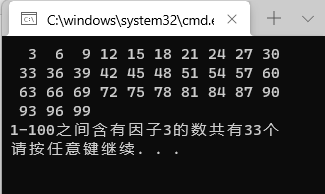 C:\windows\system32\cmd.e
3 6 9 12 15 18 21 24 27 30
33 36 39 42 45 48 51 54 57 60
63 66 69 72 75 78 81 84 87 90
93 96 99
1-100之间含有因子3的数共有33个
请按任意键继续. . .